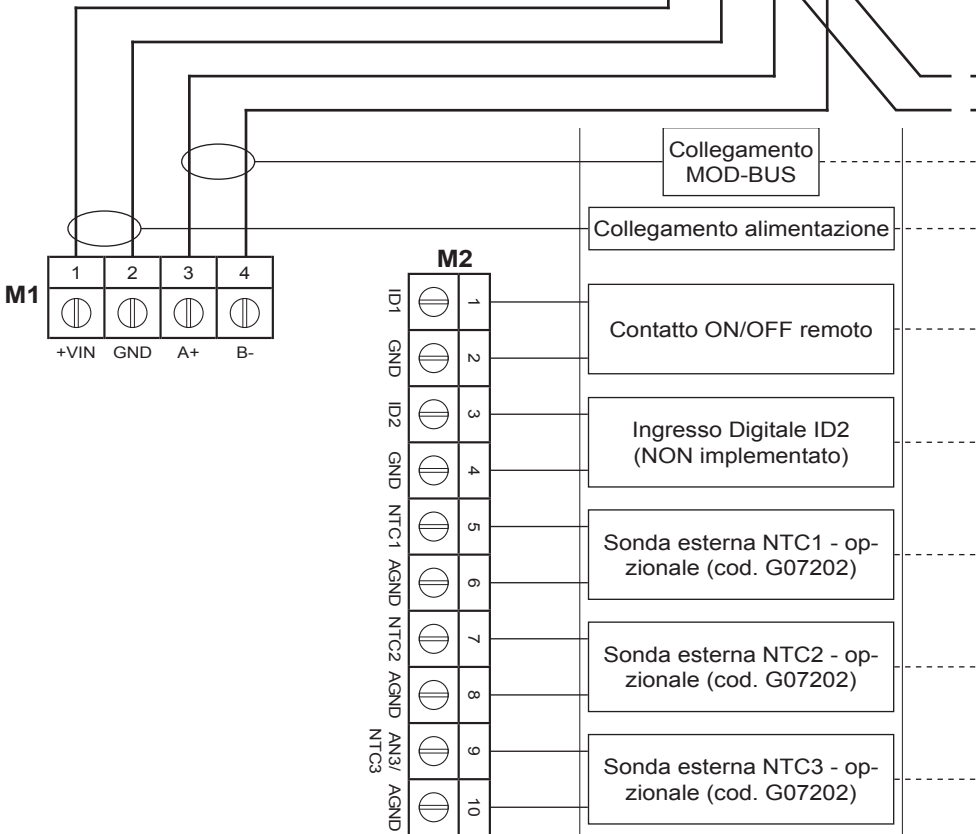 Collegamento
MOD-BUS
Collegamento alimentazione
M1
1 2 3 4
+VIN GND A+ B-
M2
ID1 1
GND 2
Contatto ON/OFF remoto
ID2 3
GND 4
Ingresso Digitale ID2
(NON implementato)
NTC1 5
AGND 6
Sonda esterna NTC1 - op-
zionale (cod. G07202)
NTC2 7
AGND 8
Sonda esterna NTC2 - op-
zionale (cod. G07202)
AN3/
NTC3
9
AGND 10
Sonda esterna NTC3 - op-
zionale (cod. G07202)